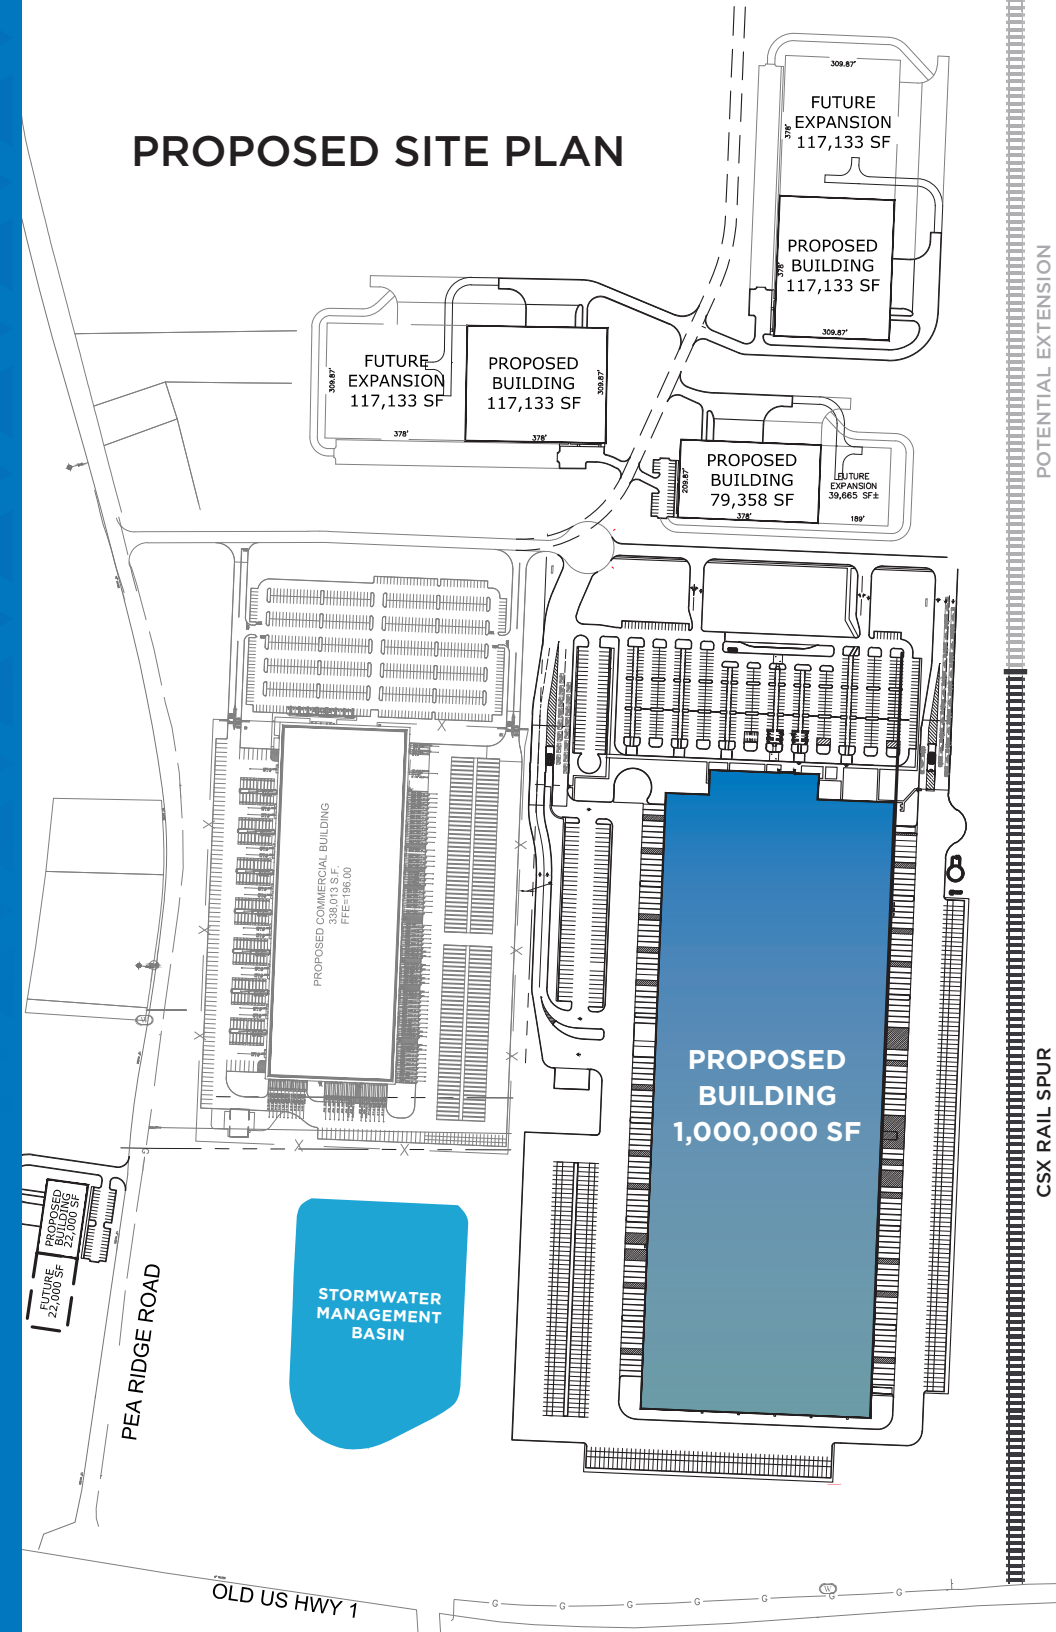 PROPOSED SITE PLAN
309.87'
FUTURE
EXPANSION
117,133 SF
378'
PROPOSED
BUILDING
117,133 SF
378'
309.87'
POTENTIAL EXTENSION
FUTURE
EXPANSION
117,133 SF
309.87'
378'
PROPOSED
BUILDING
117,133 SF
309.87'
378'
PROPOSED
BUILDING
79,358 SF
209.87'
378'
FUTURE
EXPANSION
39,665 SF±
189'
PROPOSED COMMERCIAL BUILDING
338,013 S.F.
FFE=196.00
PROPOSED
BUILDING
1,000,000 SF
CSX RAIL SPUR
PROPOSED
BUILDING
22,000 SF
FUTURE
22,000 SF
STORMWATER
MANAGEMENT
BASIN
PEA RIDGE ROAD
OLD US HWY 1
W
W
G G G G G G G